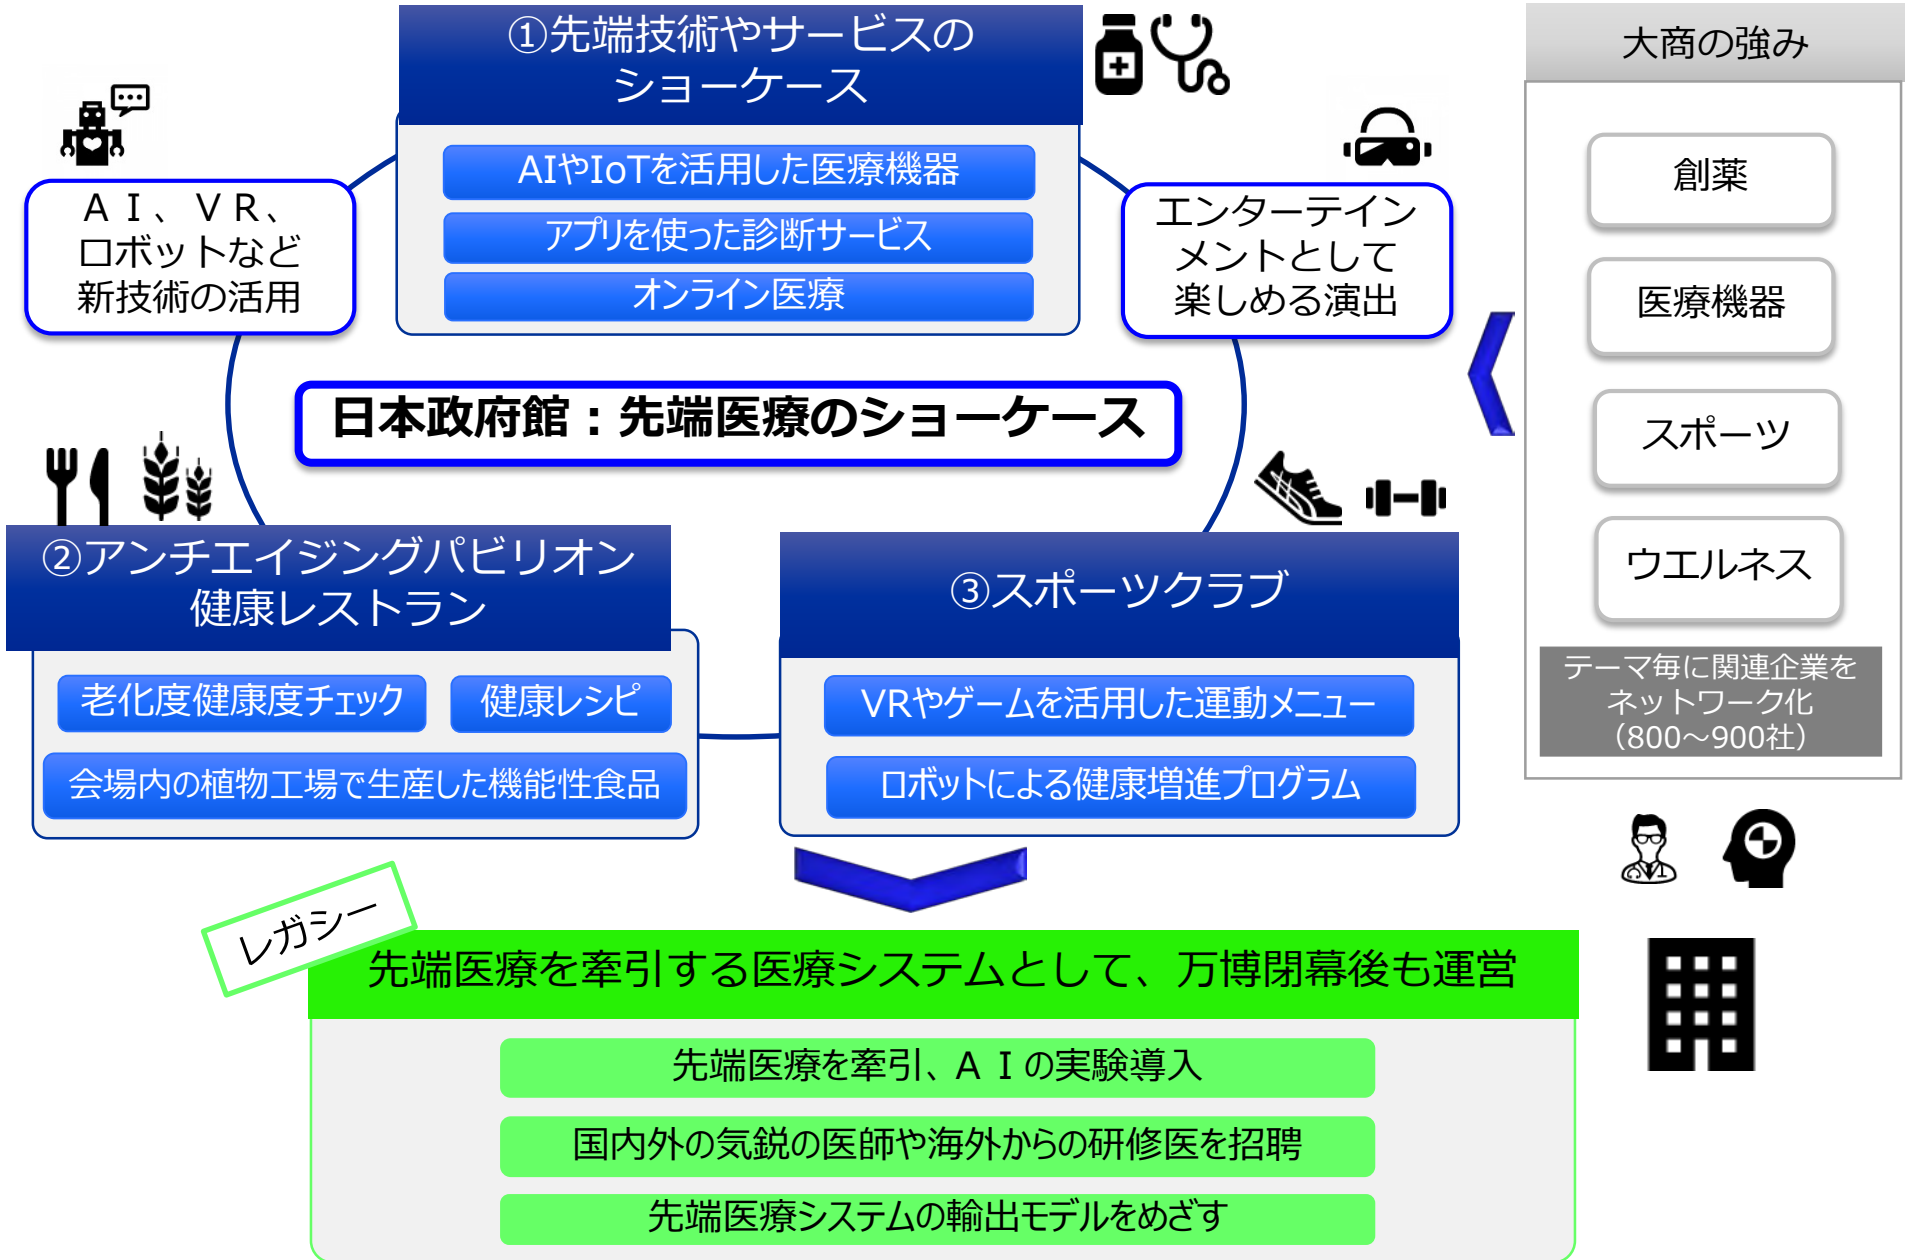 ①先端技術やサービスの
ショーケース
AIやIoTを活用した医療機器
アプリを使った診断サービス
オンライン医療
ＡＩ、ＶＲ、
ロボットなど
新技術の活用
エンターテイン
メントとして
楽しめる演出
日本政府館：先端医療のショーケース
②アンチエイジングパビリオン
健康レストラン
老化度健康度チェック
健康レシピ
会場内の植物工場で生産した機能性食品
③スポーツクラブ
VRやゲームを活用した運動メニュー
ロボットによる健康増進プログラム
大商の強み
創薬
医療機器
スポーツ
ウエルネス
テーマ毎に関連企業を
ネットワーク化
（800～900社）
レガシー
先端医療を牽引する医療システムとして、万博閉幕後も運営
先端医療を牽引、ＡＩの実験導入
国内外の気鋭の医師や海外からの研修医を招聘
先端医療システムの輸出モデルをめざす